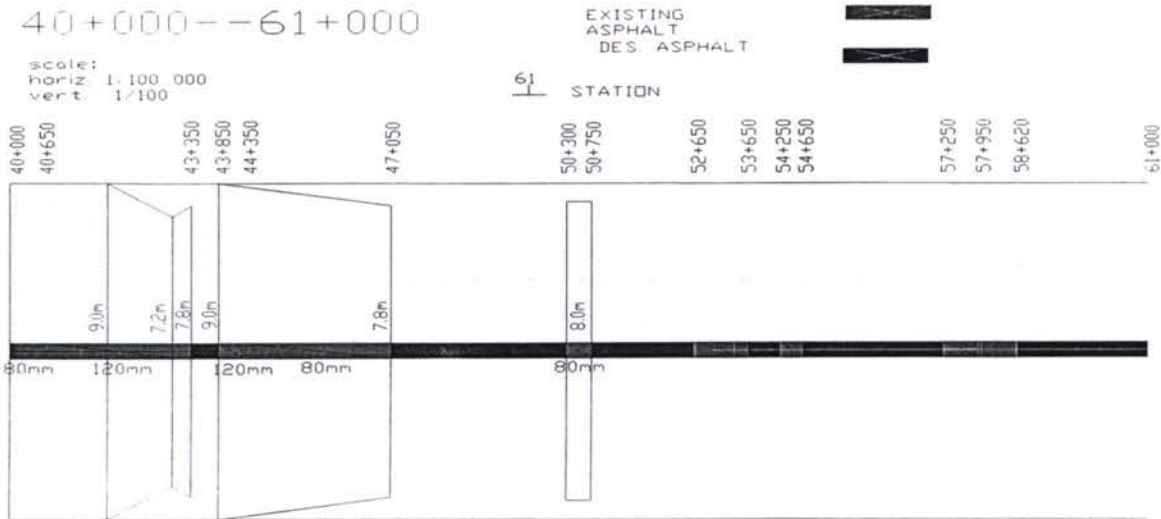 40+000--61+000
EXISTING
ASPHALT
DES. ASPHALT
scale:
horiz. 1:100 000
vert. 1/100
61
STATION
40+000
40+650
43+350
43+850
44+350
47+050
50+300
50+750
52+650
53+650
54+250
54+650
57+250
57+950
58+620
61+000
9.0m
7.2m
7.8m
9.0m
7.8m
8.0m
80mm
120mm
120mm
80mm
80mm